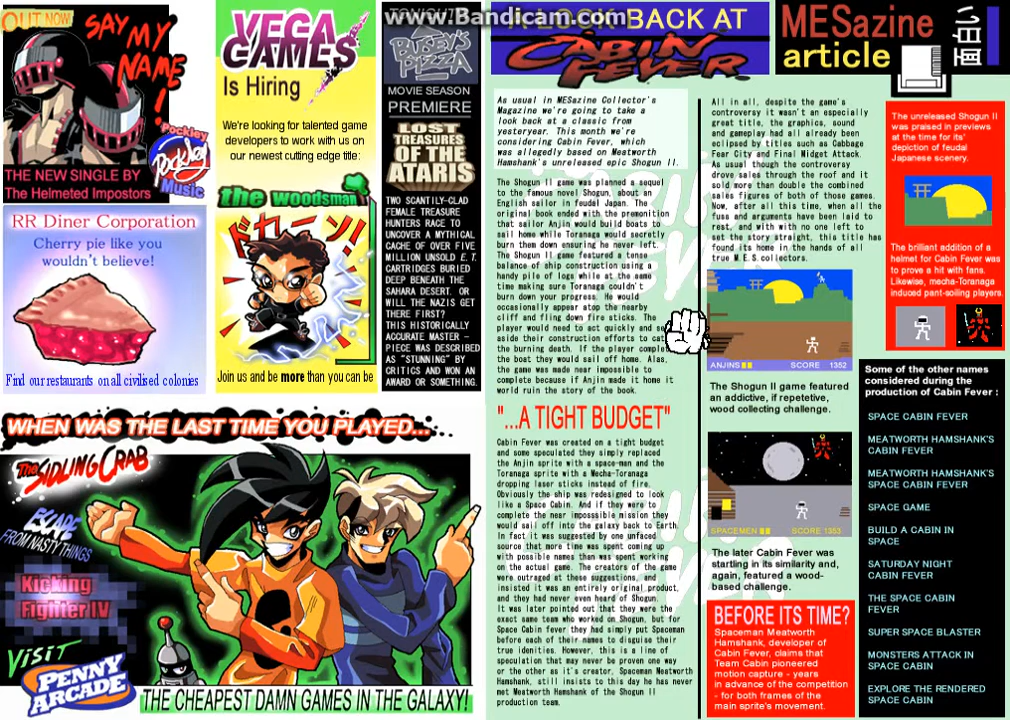 www.Bandicam.com
OUT NOW
SAY MY
NAME!
Pockley
Pockley
Music
THE NEW SINGLE BY
The Helmeted Impostors
RR Diner Corporation
Cherry pie like you
wouldn't believe!
Find our restaurants on all civilised colonies
VEGA
GAMES
Is Hiring
We're looking for talented game
developers to work with us on
our newest cutting edge title:
the woodsman
ドカーン!
Join us and be more than you can be
TONIGHT
BUGEY'S
PIZZA
MOVIE SEASON
PREMIERE
LOST
TREASURES
OF THE
ATARIS
TWO SCANTILY-CLAD
FEMALE TREASURE
HUNTERS RACE TO
UNCOVER A MYTHICAL
CACHE OF OVER FIVE
MILLION UNSOLD E.T.
CARTRIDGES BURIED
DEEP BENEATH THE
SAHARA DESERT. OR
WILL THE NAZIS GET
THERE FIRST?
THIS HISTORICALLY
ACCURATE MASTER -
PIECE WAS DESCRIBED
AS "STUNNING" BY
CRITICS AND WON AN
AWARD OR SOMETHING.
WHEN WAS THE LAST TIME YOU PLAYED...
The SIDLING CRAB
ESCAPE
FROM NASTY THINGS
Kicking
Fighter IV
VISIT
PENNY
ARCADE
THE CHEAPEST DAMN GAMES IN THE GALAXY!
A LOOK BACK AT
CABIN
FEVER
As usual in MESazine Collector's
Magazine we're going to take a
look back at a classic from
yesteryear. This month we're
considering Cabin Fever, which
was allegedly based on Meatworth
Hamshank's unreleased epic Shogun II.
The Shogun II game was planned a sequel
to the famous novel Shogun, about an
English sailor in feudal Japan. The
original book ended with the premonition
that sailor Anjin would build boats to
sail home while Toranaga would secretly
burn them down ensuring he never left.
The Shogun II game featured a tense
balance of ship construction using a
handy pile of logs while at the same
time making sure Toranaga couldn't
burn down your progress. He would
occasionally appear atop the nearby
cliff and fling down fire sticks. The
player would need to act quickly and
aside their construction efforts to
the burning death. If the player
the boat they would sail off home. Alas,
the game was made near impossible to
complete because if Anjin made it home it
world ruin the story of the book.
"...A TIGHT BUDGET"
Cabin Fever was created on a tight budget
and some speculated they simply replaced
the Anjin sprite with a space-man and the
Toranaga sprite with a Mecha-Toranaga
dropping laser sticks instead of fire.
Obviously the ship was redesigned to look
like a Space Cabin. And if they were to
complete the near impossible mission they
would sail off into the galaxy back to Earth.
In fact it was suggested by one unfaced
source that more time was spent coming up
with possible names than was spent working
on the actual game. The creators of the game
were outraged at these suggestions, and
insisted it was an entirely original product,
and they had never even heard of Shogun.
It was later pointed out that they were the
exact same team who worked on Shogun, but for
Space Cabin fever they had simply put Spaceman
before each of their names to disguise their
true idenities. However, this is a line of
speculation that may never be proven one way
or the other as it's creator, Spaceman Meatworth
Hamshank, still insists to this day he has never
met Meatworth Hamshank of the Shogun II
production team.
MESazine
article
面白い
All in all, despite the game's
controversy it wasn't an especially
great title, the graphics, sound
and gameplay had all already been
eclipsed by titles such as Cabbage
Fear City and Final Midget Attack.
As usual though the controversy
drove sales through the roof and it
sold more than double the combined
sales figures of both of those games.
Now, after all this time, when all the
fuss and arguments have been laid to
rest, and with with no one left to
set the story straight, this title has
found its home in the hands of all
true M.E.S.collectors.
ANJINS
SCORE 1352
The Shogun II game featured
an addictive, if repetetive,
wood collecting challenge.
SPACEMEN
SCORE 1353
The later Cabin Fever was
startling in its similarity and,
again, featured a wood-
based challenge.
BEFORE ITS TIME?
Spaceman Meatworth
Hamshank, developer of
Cabin Fever, claims that
Team Cabin pioneered
motion capture - years
in advance of the competition
- for both frames of the
main sprite's movement.
The unreleased Shogun II
was praised in previews
at the time for its'
depiction of feudal
Japanese scenery.
The brilliant addition of a
helmet for Cabin Fever was
to prove a hit with fans.
Likewise, mecha-Toranaga
induced pant-soiling players.
Some of the other names
considered during the
production of Cabin Fever :
SPACE CABIN FEVER
MEATWORTH HAMSHANK'S
CABIN FEVER
MEATWORTH HAMSHANK'S
SPACE CABIN FEVER
SPACE GAME
BUILD A CABIN IN
SPACE
SATURDAY NIGHT
CABIN FEVER
THE SPACE CABIN
FEVER
SUPER SPACE BLASTER
MONSTERS ATTACK IN
SPACE CABIN
EXPLORE THE RENDERED
SPACE CABIN